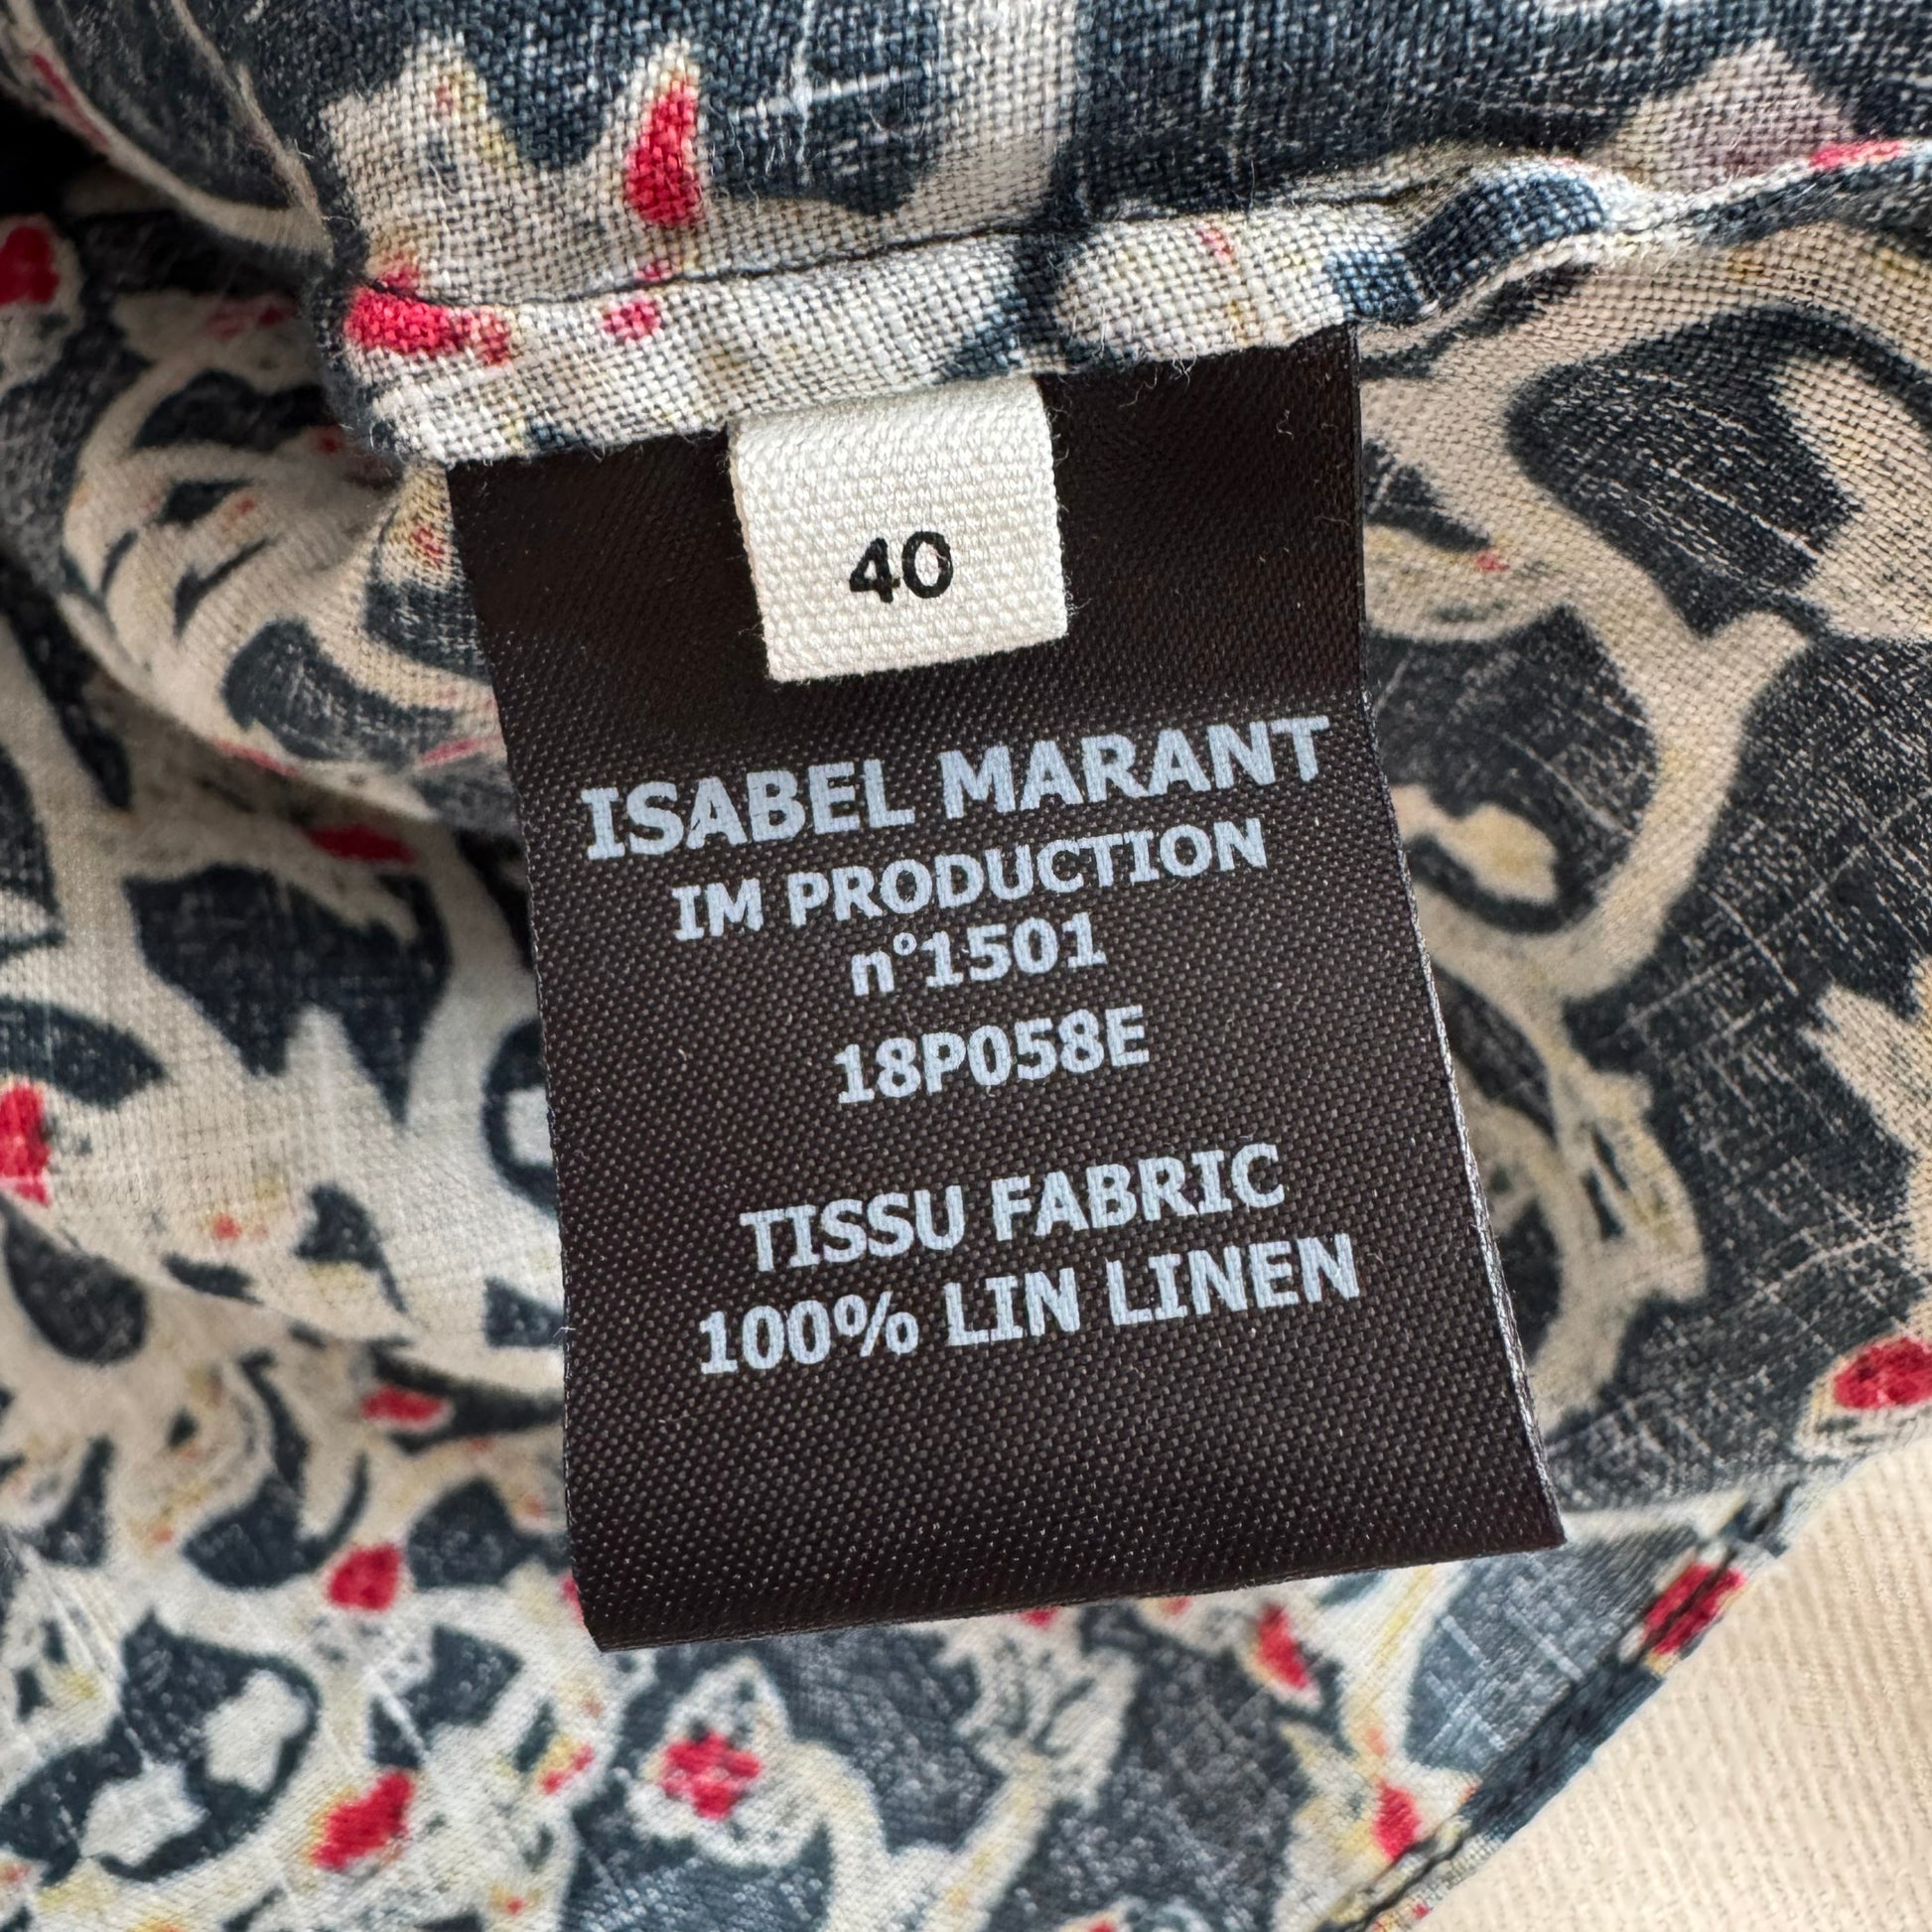 40
ISABEL MARANT
IM PRODUCTION
n°1501
18P058E
TISSU FABRIC
100% LIN LINEN